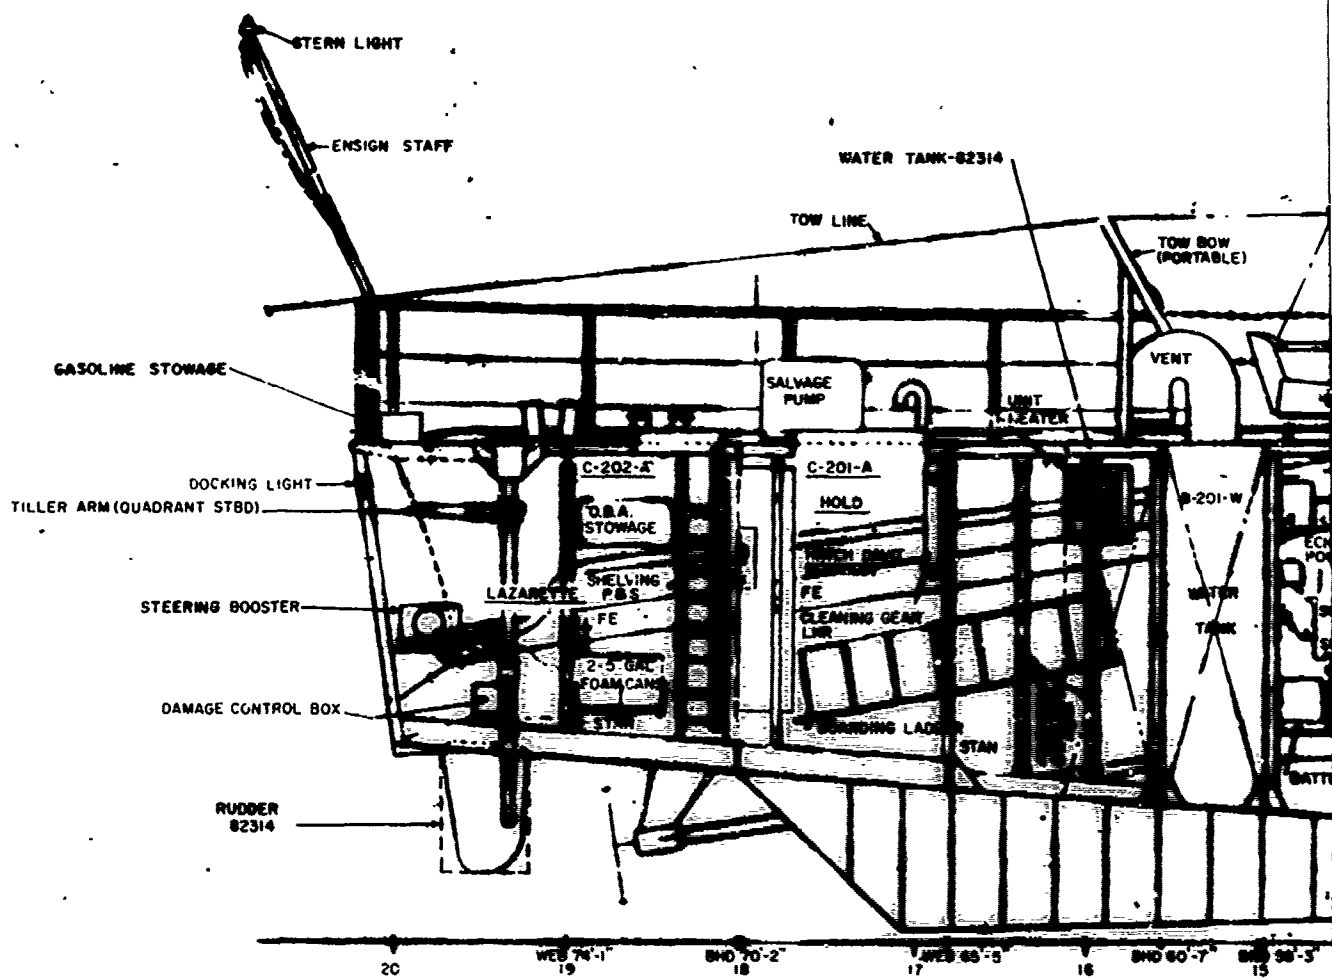 STERN LIGHT
ENSIGN STAFF
WATER TANK-82314
TOW LINE
TOW BOW
(PORTABLE)
GASOLINE STOWAGE
SALVAGE
PUMP
VENT
UNIT
HEATER
DOCKING LIGHT
TILLER ARM (QUADRANT STBD)
C-202-A
C-201-A
HOLD
B-201-W
O.B.A.
STOWAGE
SHELVING
P.B.S
LAZARETTE
STEERING BOOSTER
FE
FE
CLEANING GEAR
LKR
WATER
TANK
2-5 GAL
FOAM CANS
DAMAGE CONTROL BOX
STAN
BOARDING LADDER
STAN
RUDDER
82314
WEB 74'-1"
BHD 70'-2"
WEB 65'-5"
BHD 60'-7"
20
19
18
17
16
15